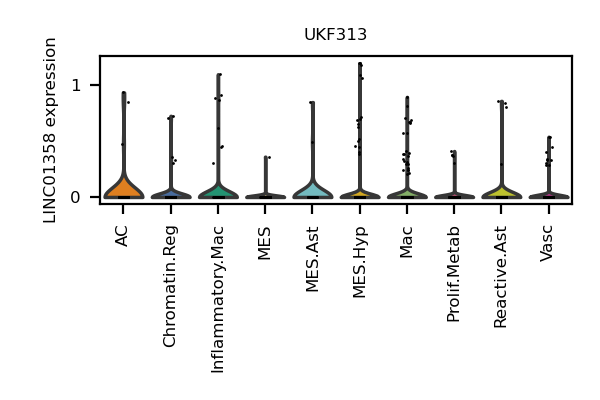 UKF313
LINC01358 expression
1
0
AC
Chromatin.Reg
Inflammatory.Mac
MES
MES.Ast
MES.Hyp
Mac
Prolif.Metab
Reactive.Ast
Vasc